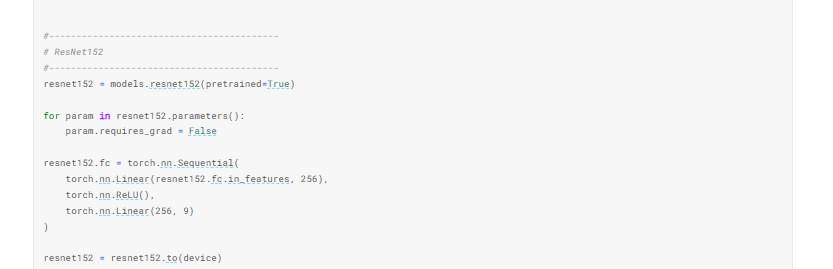 #------------------------------------------
# ResNet152
#------------------------------------------
resnet152 = models.resnet152(pretrained=True)
for param in resnet152.parameters():
    param.requires_grad = False
resnet152.fc = torch.nn.Sequential(
    torch.nn.Linear(resnet152.fc.in_features, 256),
    torch.nn.ReLU(),
    torch.nn.Linear(256, 9)
)
resnet152 = resnet152.to(device)